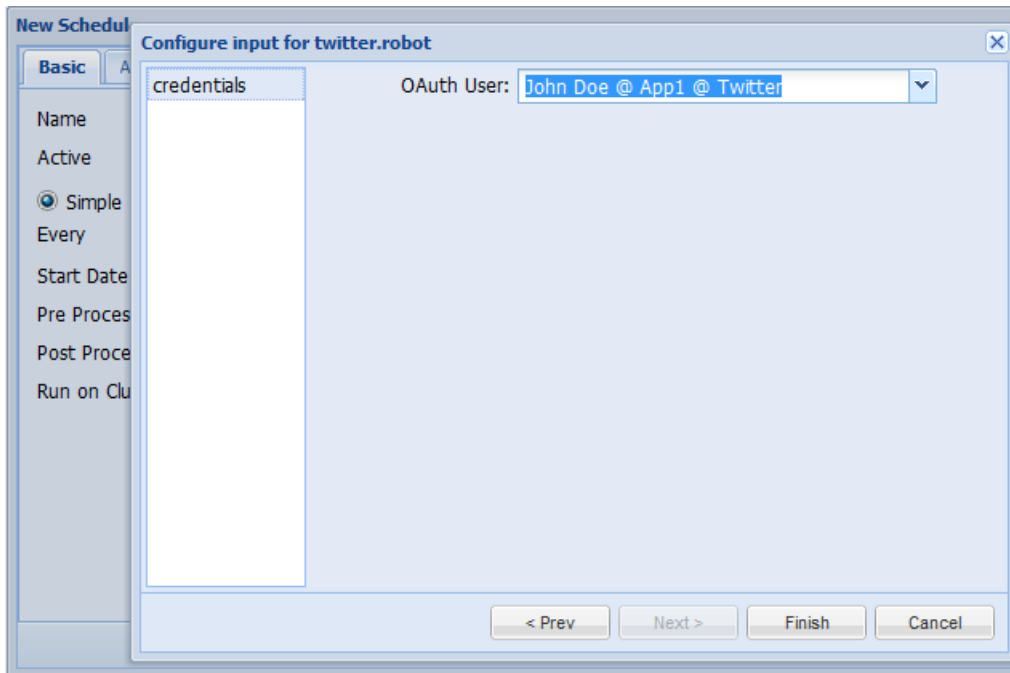 New Schedul
Configure input for twitter.robot
Basic
A
credentials
OAuth User: John Doe @ App1 @ Twitter
Name
Active
Simple
Every
Start Date
Pre Proces
Post Proce
Run on Clu
< Prev Next > Finish Cancel